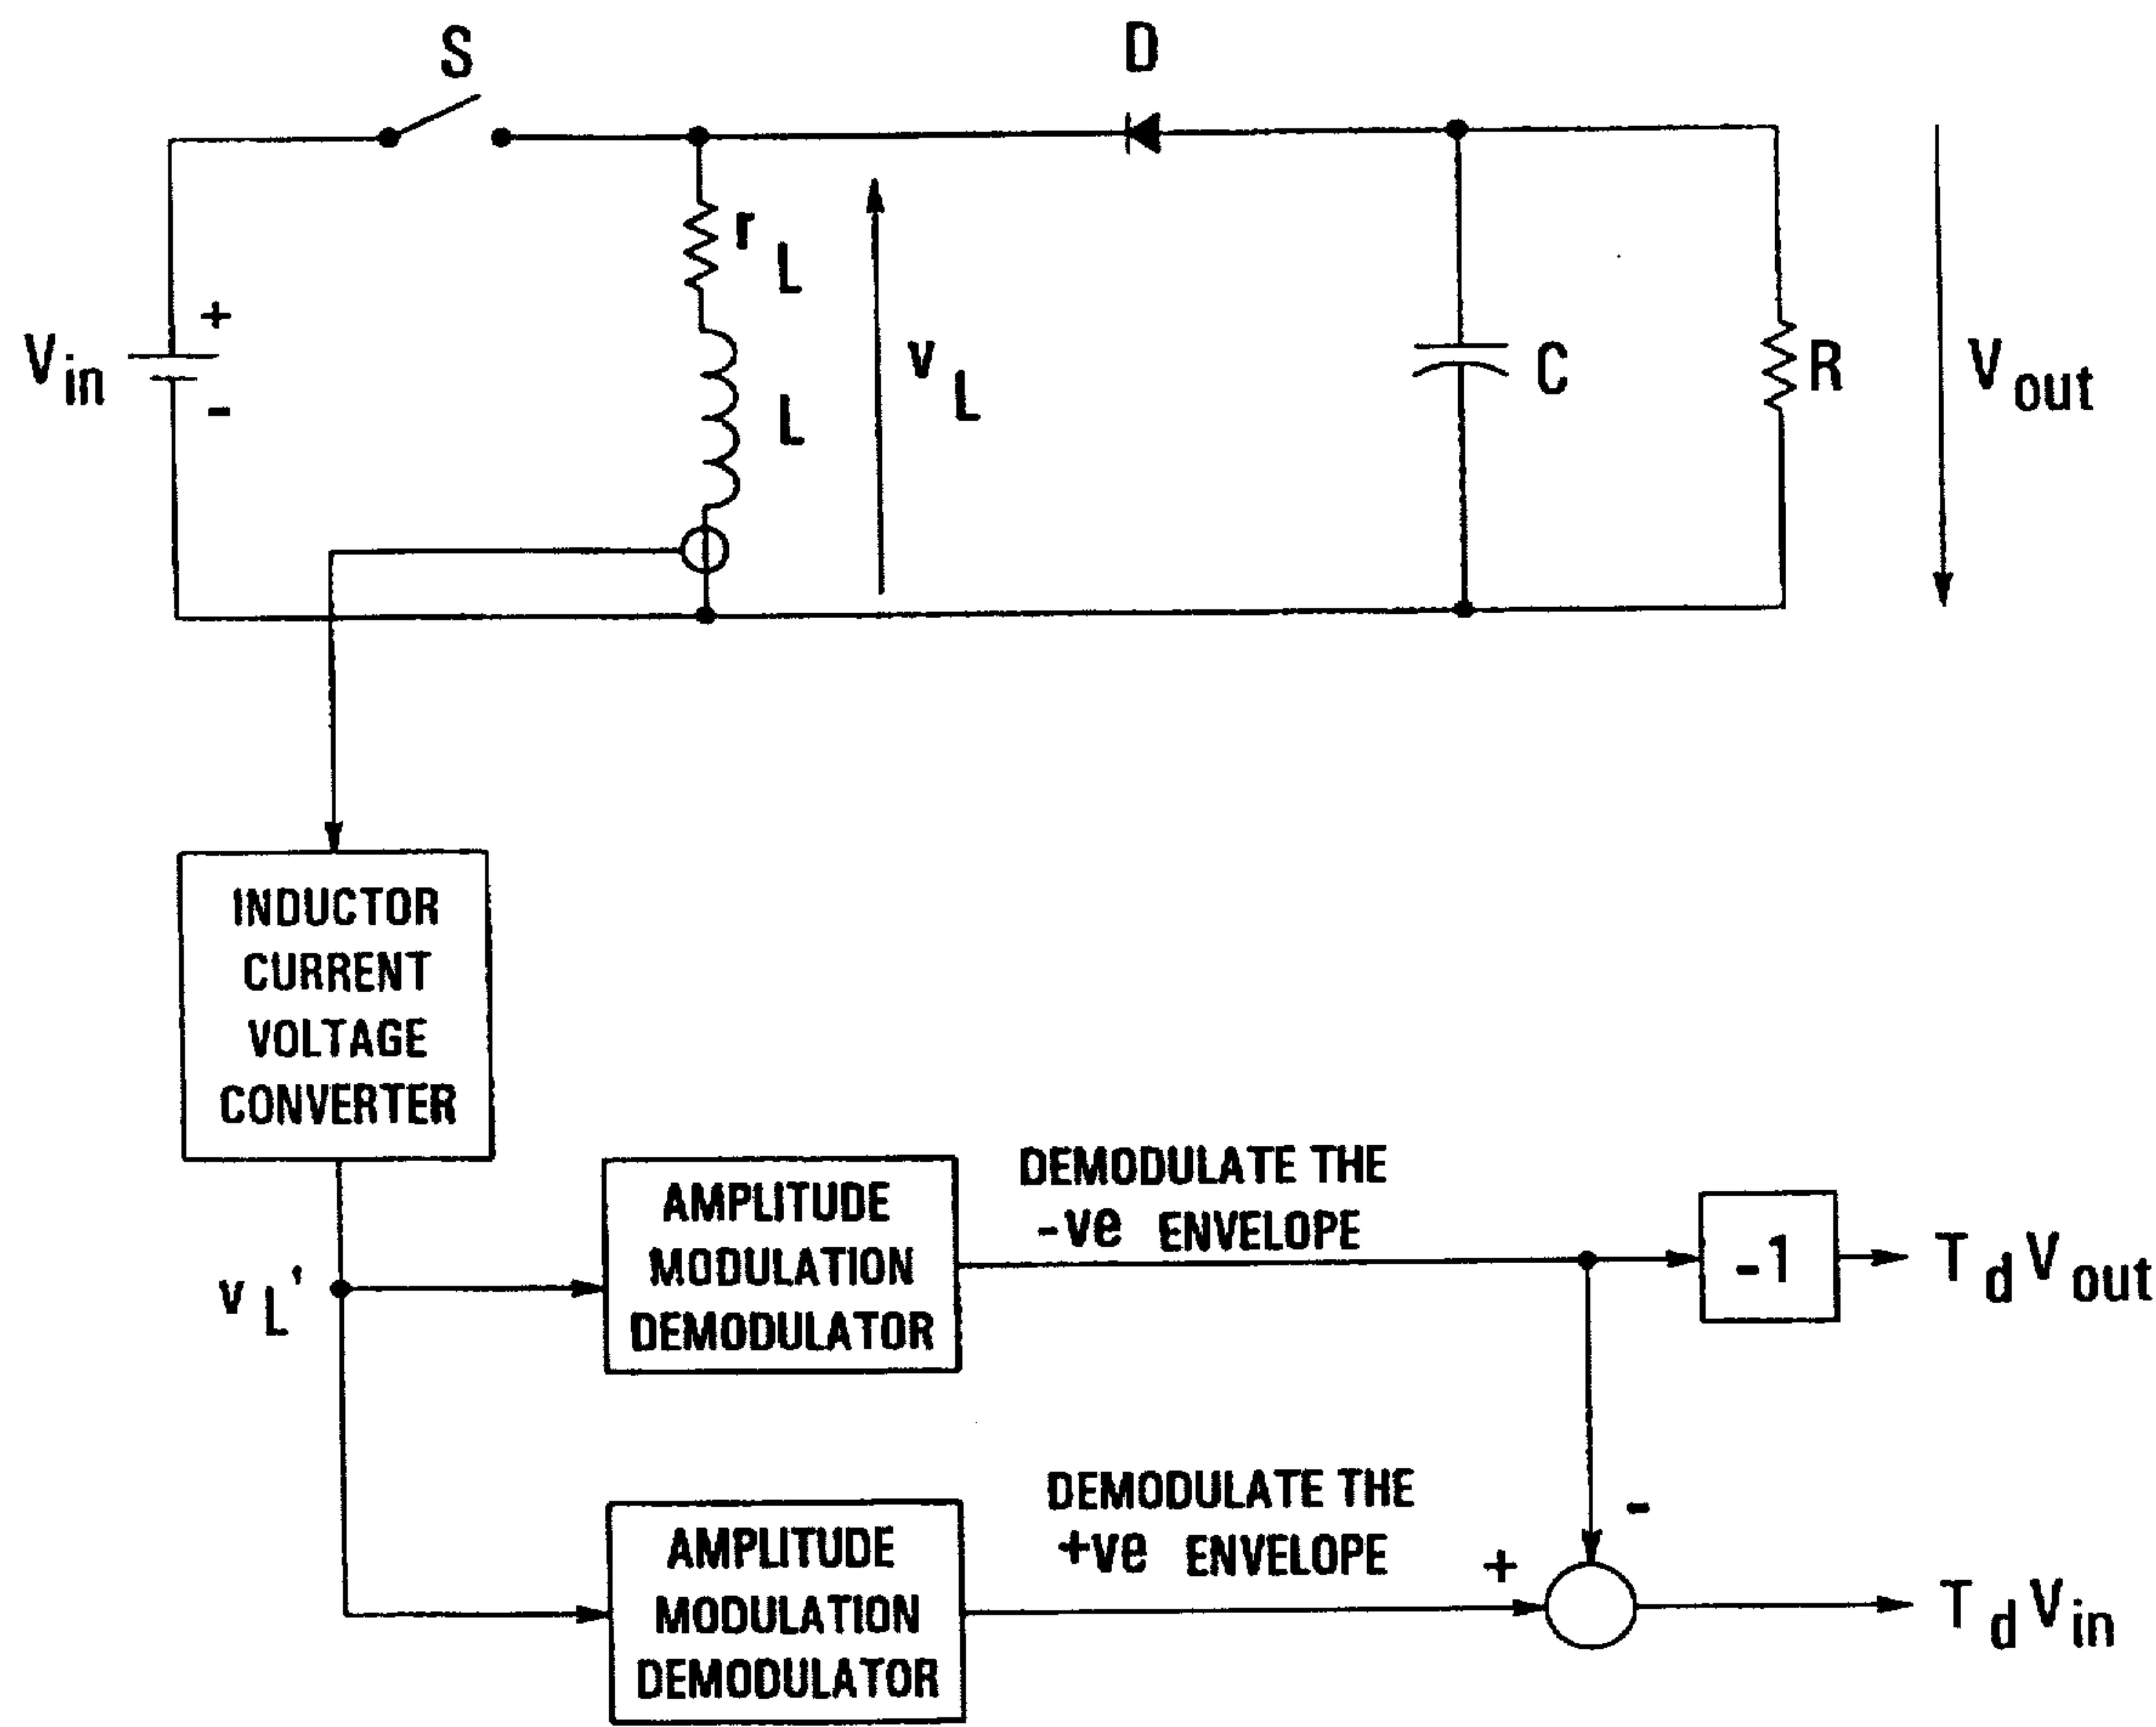 S
D
r L
+
V in
-
v L
L
C
R
V out
INDUCTOR
CURRENT
VOLTAGE
CONVERTER
v L'
AMPLITUDE
MODULATION
DEMODULATOR
DEMODULATE THE
-ve ENVELOPE
-1
T d V out
AMPLITUDE
MODULATION
DEMODULATOR
DEMODULATE THE
+ve ENVELOPE
+
-
T d V in